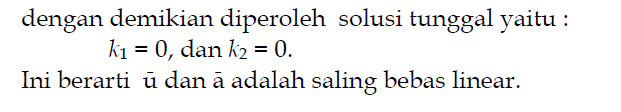 dengan demikian diperoleh solusi tunggal yaitu :
k₁ = 0, dan k₂ = 0.
Ini berarti ū dan ā adalah saling bebas linear.